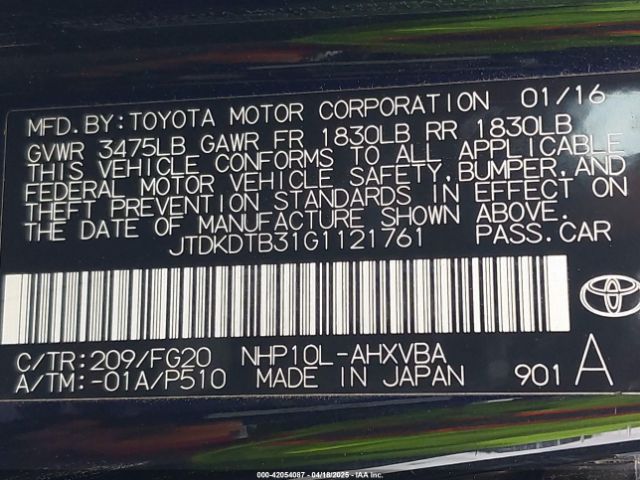 MFD.BY:TOYOTA MOTOR CORPORATION 01/16
GVWR 3475LB GAWR FR 1830LB RR 1830LB
THIS VEHICLE CONFORMS TO ALL APPLICABLE
FEDERAL MOTOR VEHICLE SAFETY,BUMPER,AND
THEFT PREVENTION STANDARDS IN EFFECT ON
THE DATE OF MANUFACTURE SHOWN ABOVE.
JTDKDTB31G1121761 PASS.CAR
C/TR:209/FG20 NHP10L-AHXVBA
A/TM:-01A/P510 MADE IN JAPAN 901 A
000-42054087 - 04/18/2025 - IAA Inc.